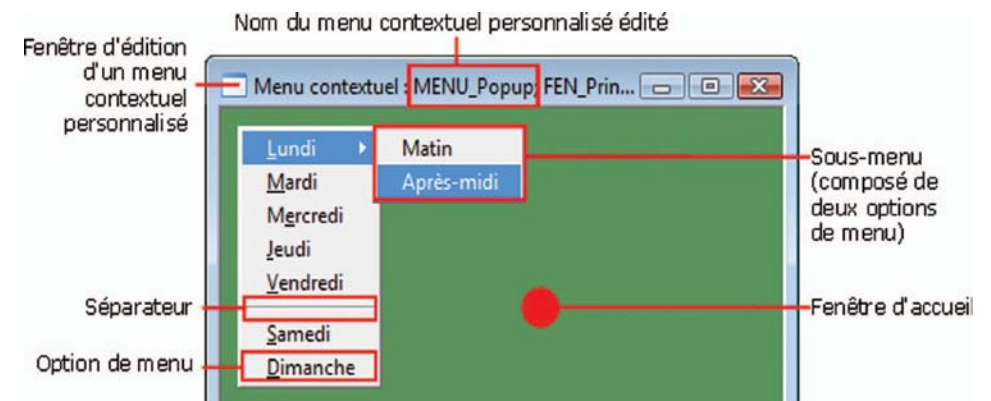 Nom du menu contextuel personnalisé édité
Fenêtre d'édition
d'un menu
contextuel
personnalisé
Menu contextuel : MENU_Popup; FEN_Prin...
Lundi
Matin
Mardi
Après-midi
Mercredi
Jeudi
Vendredi
Samedi
Dimanche
Sous-menu
(composé de
deux options
de menu)
Séparateur
Fenêtre d'accueil
Option de menu